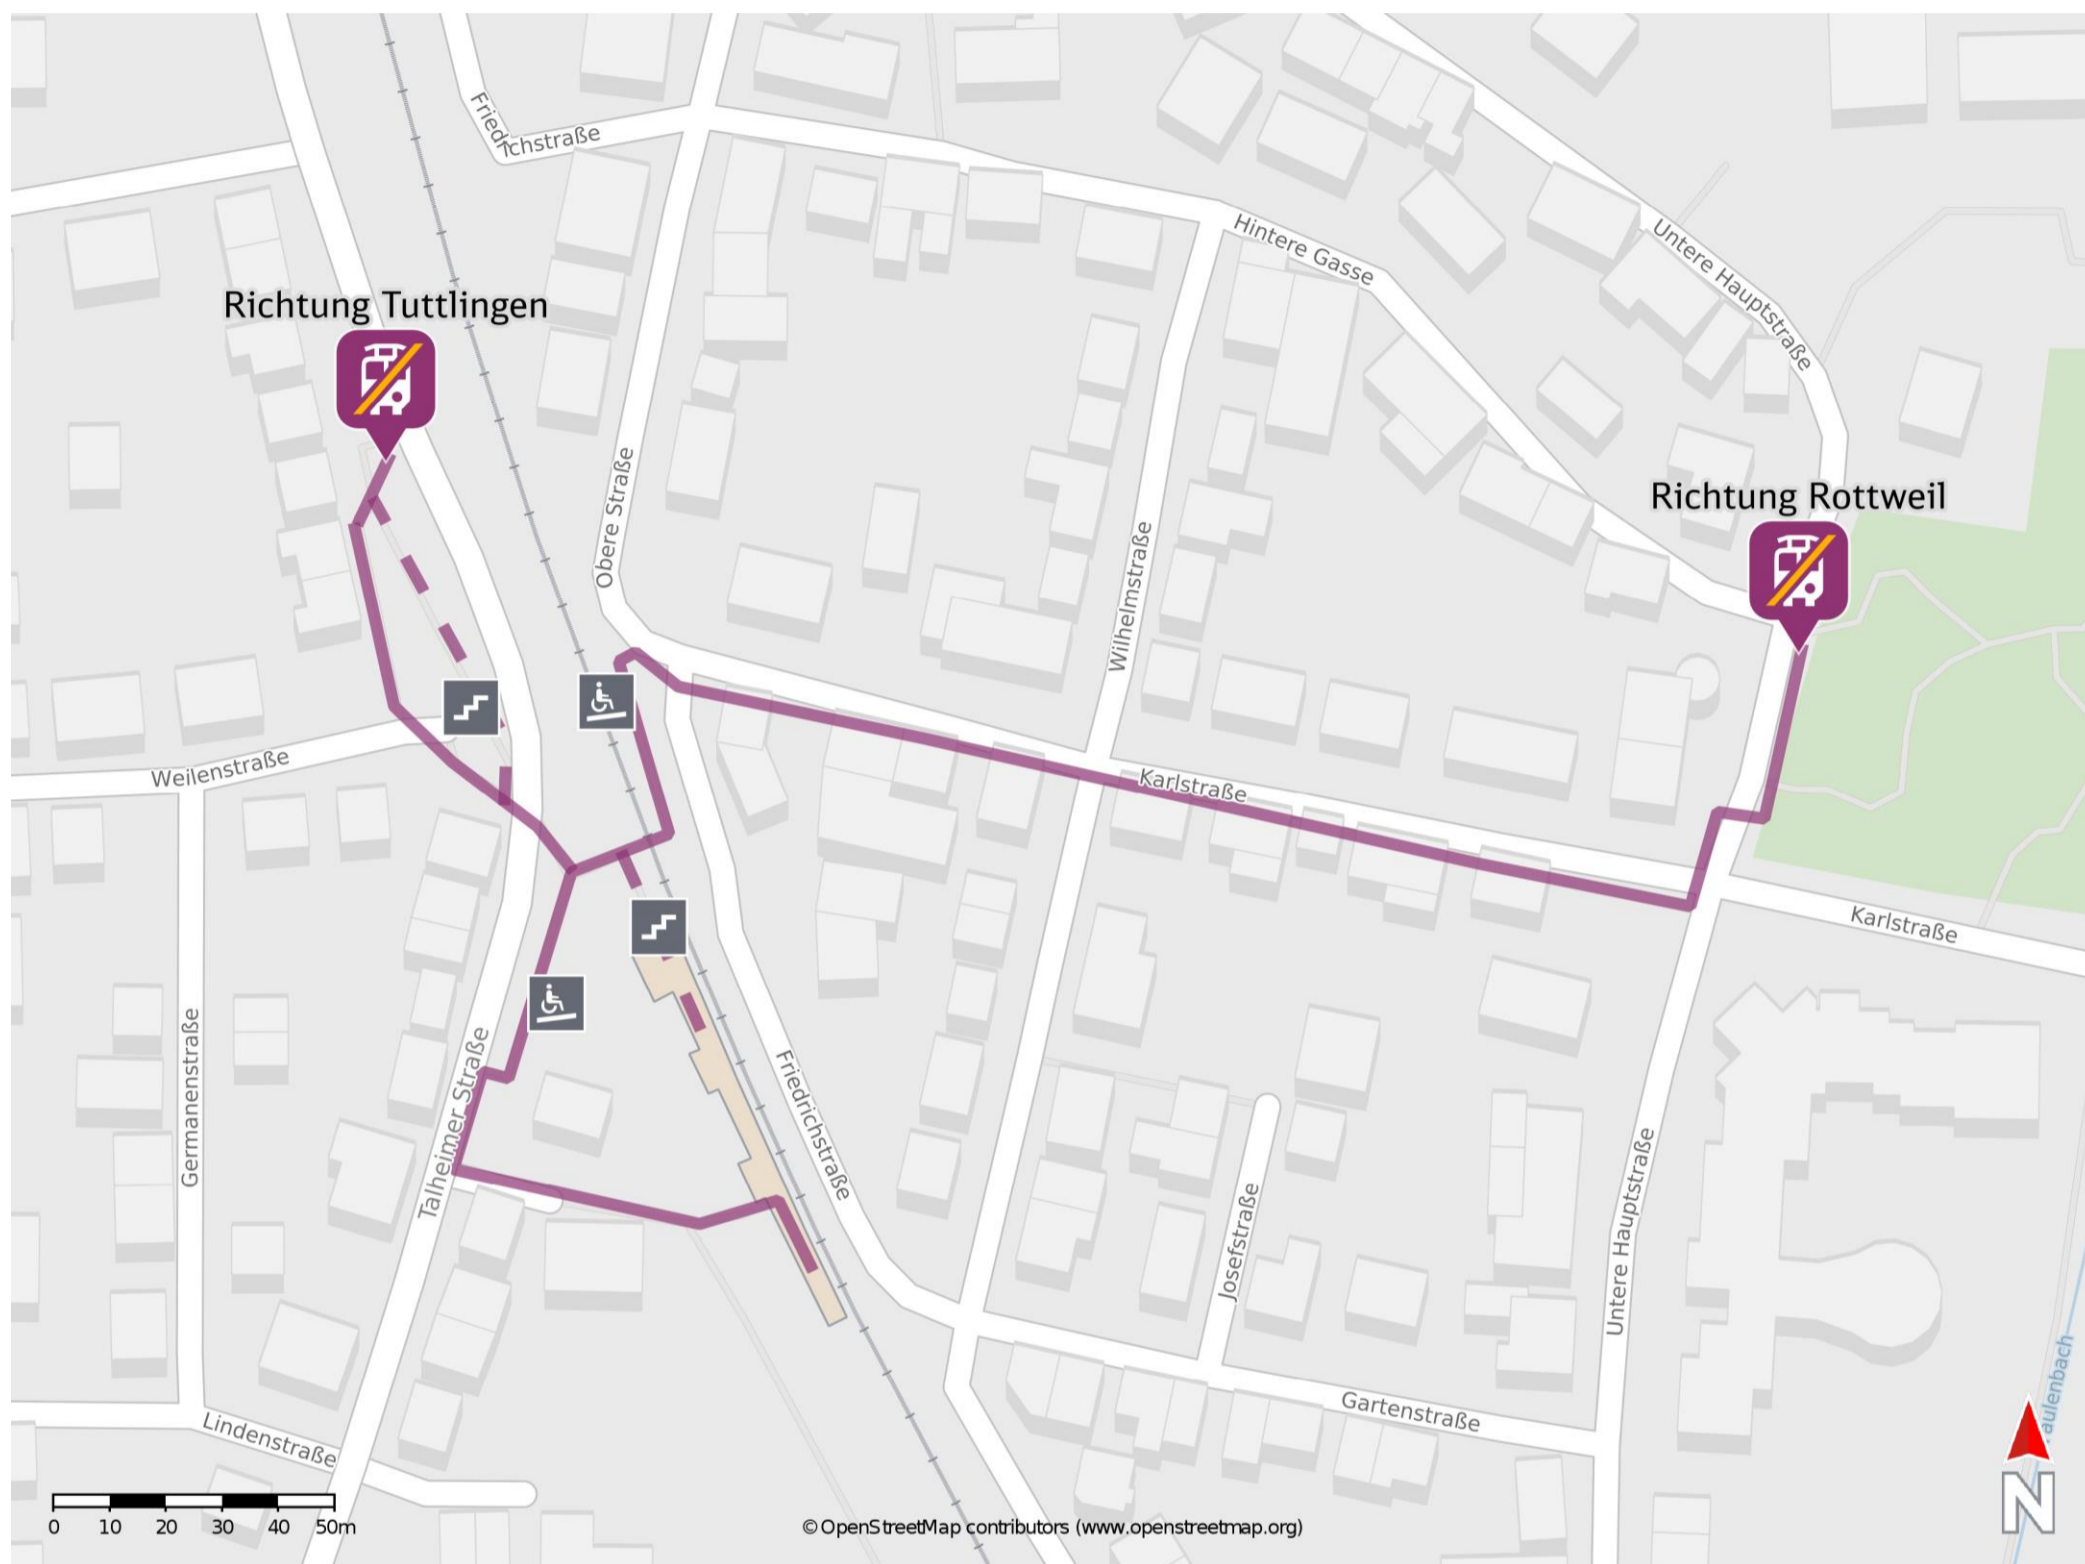 Friedrichstraße
Hintere Gasse
Untere Hauptstraße
Richtung Tuttlingen
Obere Straße
Richtung Rottweil
Wilhelmstraße
Weilenstraße
Karlstraße
Karlstraße
Germanenstraße
Talheimer Straße
Friedrichstraße
Josefstraße
Untere Hauptstraße
Gartenstraße
Lindenstraße
aulenbach
0 10 20 30 40 50m
© OpenStreetMap contributors (www.openstreetmap.org)
N